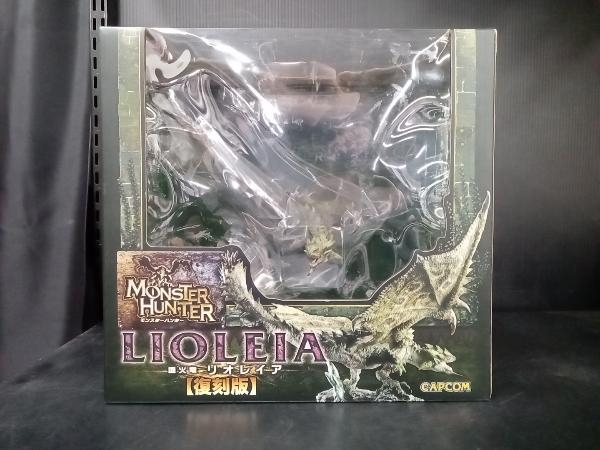 MONSTER HUNTER
モンスターハンター
LIOLEIA
雌火竜 リオレイア
【復刻版】
CAPCOM